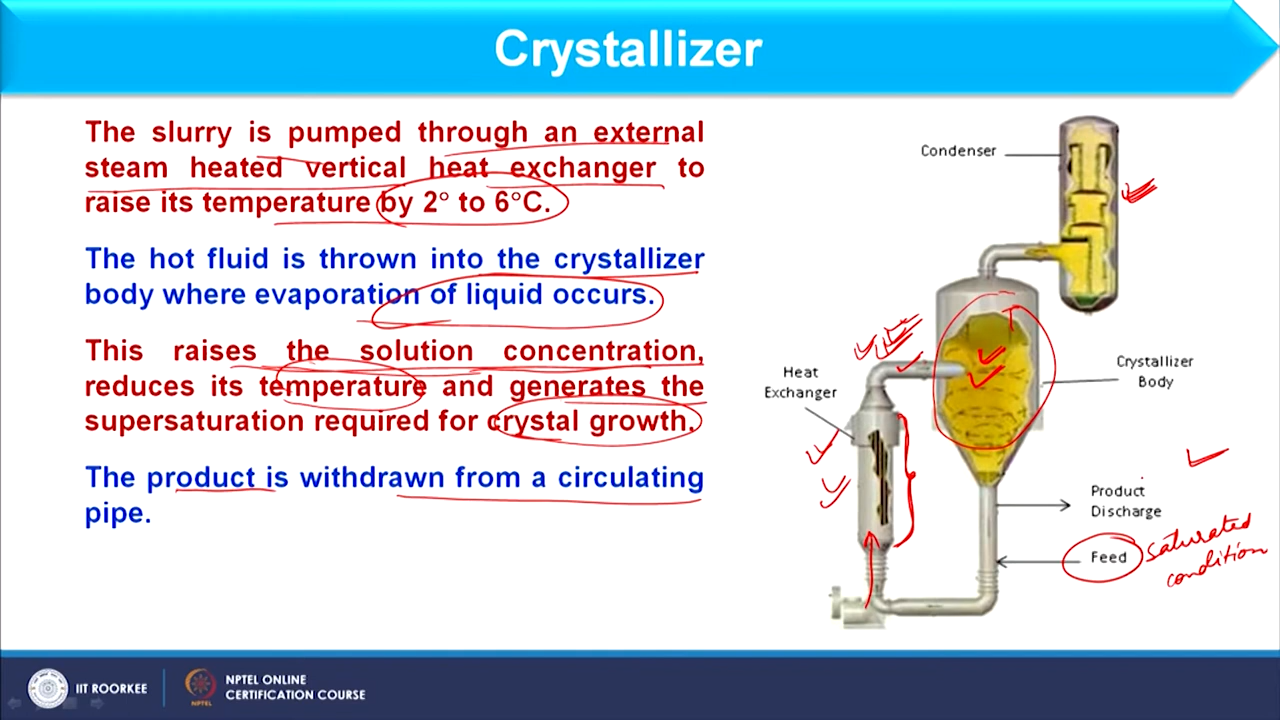 Crystallizer
The slurry is pumped through an external
steam heated vertical heat exchanger to
raise its temperature by 2° to 6°C.
The hot fluid is thrown into the crystallizer
body where evaporation of liquid occurs.
This raises the solution concentration,
reduces its temperature and generates the
supersaturation required for crystal growth.
The product is withdrawn from a circulating
pipe.
Condenser
Heat
Exchanger
Crystallizer
Body
Product
Discharge
Feed
saturated
condition
IIT ROORKEE
NPTEL
NPTEL ONLINE
CERTIFICATION COURSE